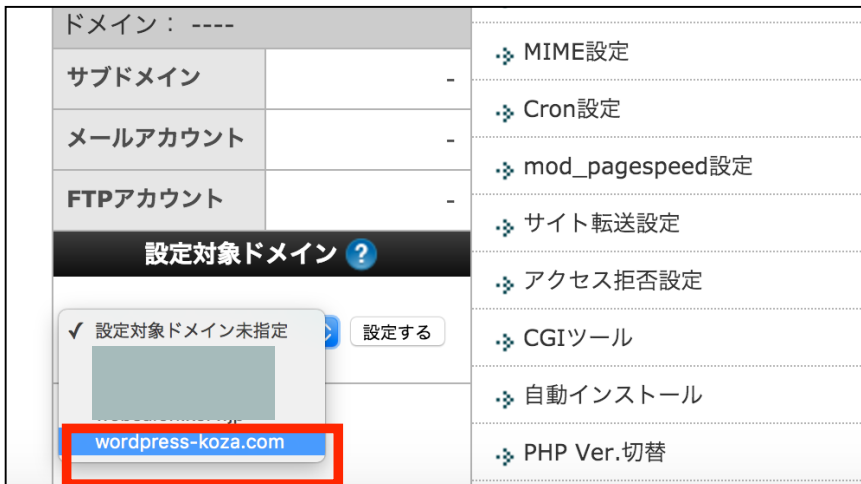 ドメイン： ----
サブドメイン -
メールアカウント -
FTPアカウント -
設定対象ドメイン ?
✓ 設定対象ドメイン未指定
設定する
wordpress-koza.com
MIME設定
Cron設定
mod_pagespeed設定
サイト転送設定
アクセス拒否設定
CGIツール
自動インストール
PHP Ver.切替